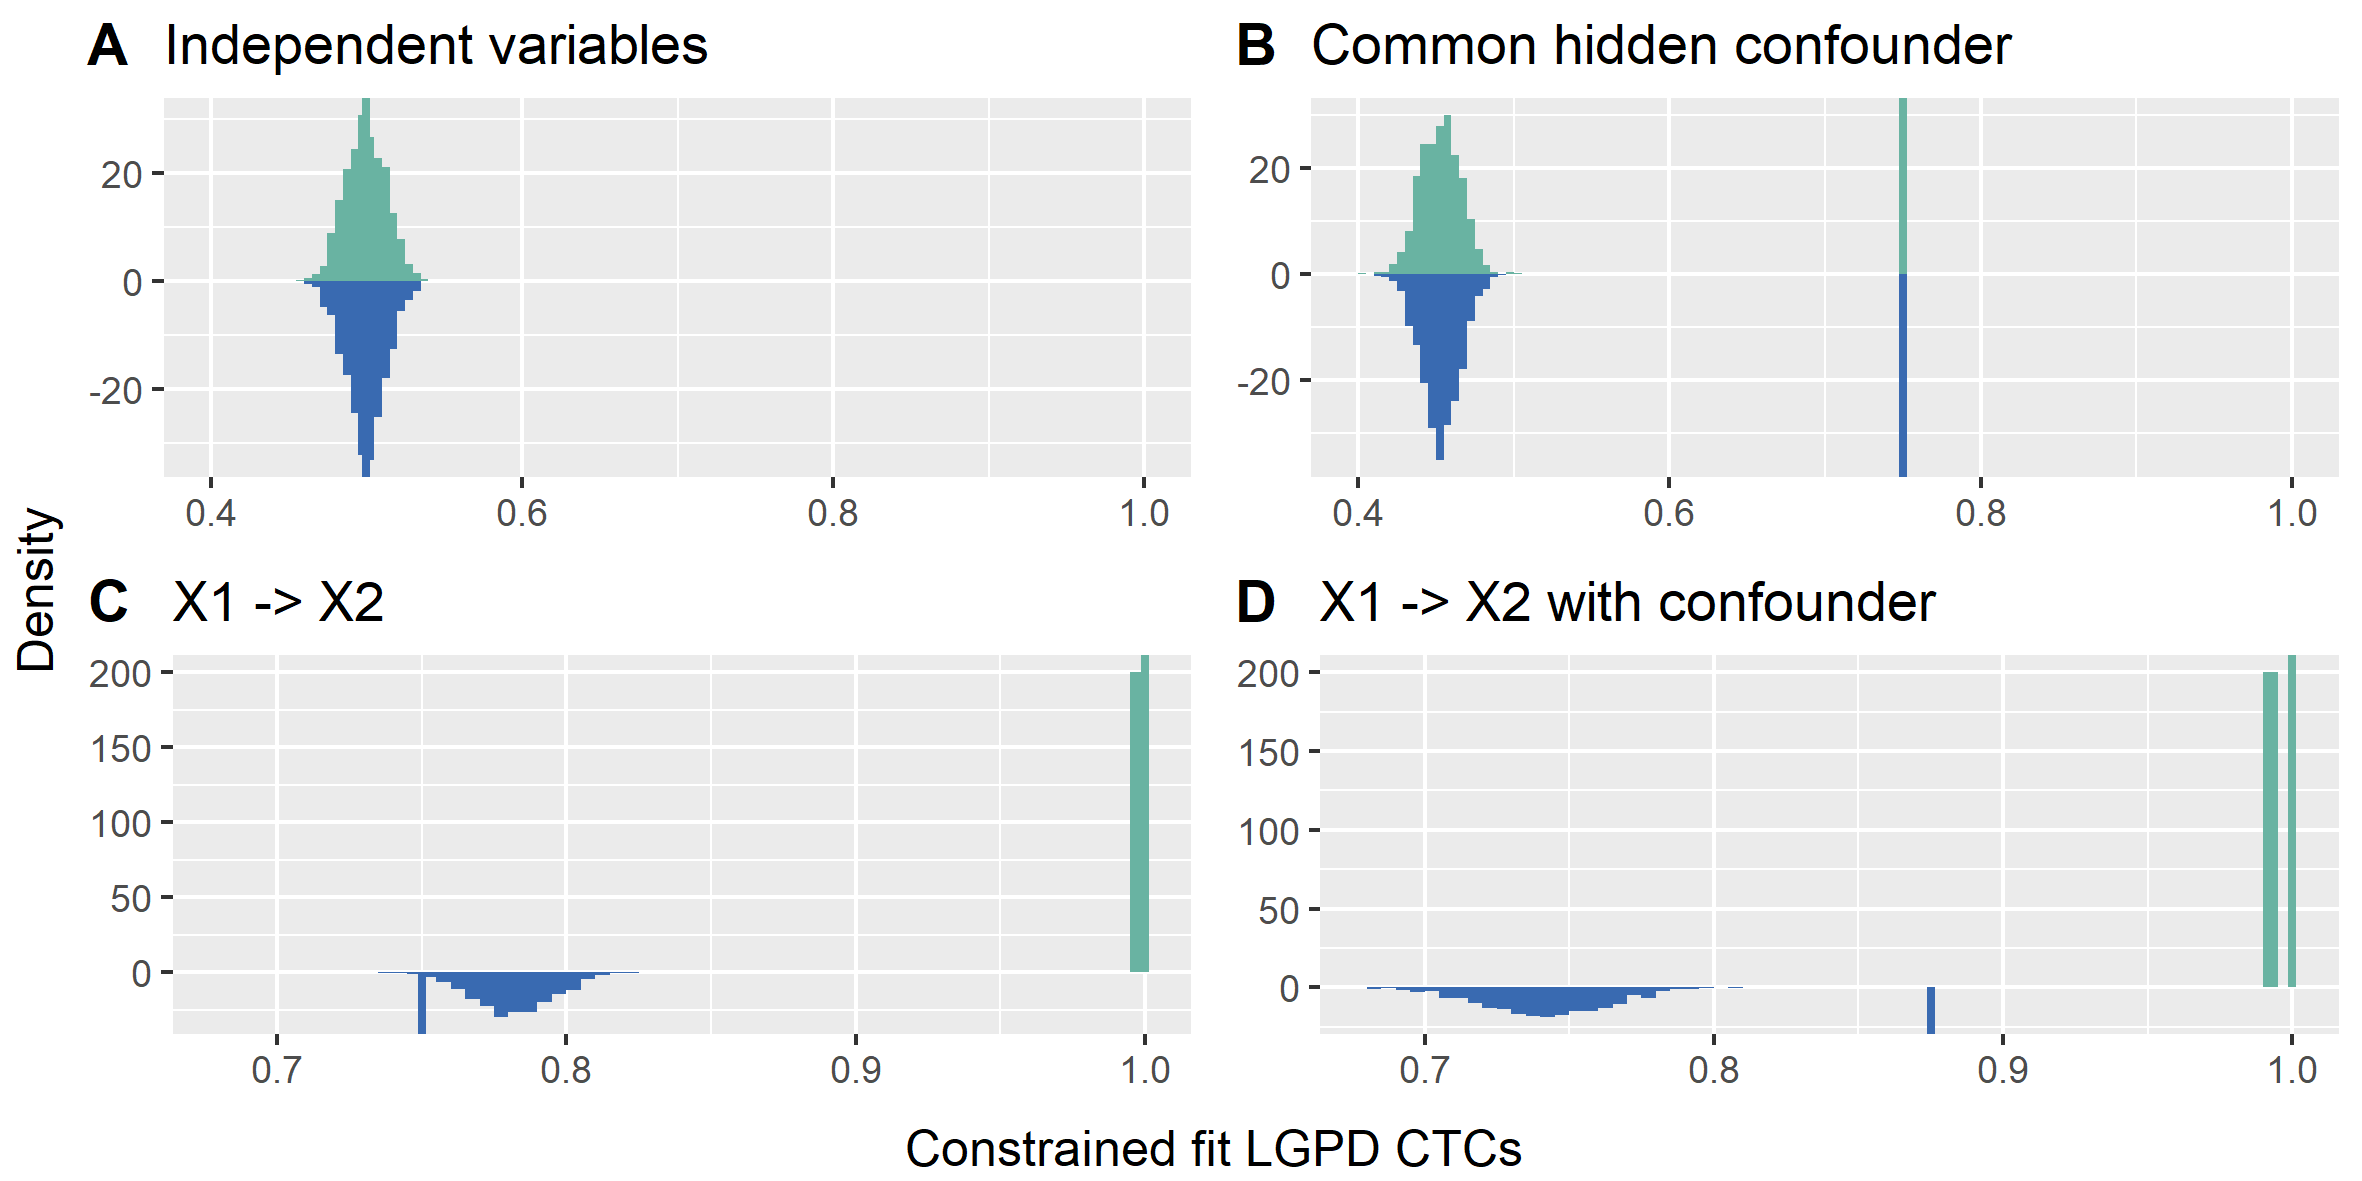 A Independent variables
20
0
-20
0.4 0.6 0.8 1.0
B Common hidden confounder
20
0
-20
0.4 0.6 0.8 1.0
Density
C X1 -> X2
200
150
100
50
0
0.7 0.8 0.9 1.0
D X1 -> X2 with confounder
200
150
100
50
0
0.7 0.8 0.9 1.0
Constrained fit LGPD CTCs